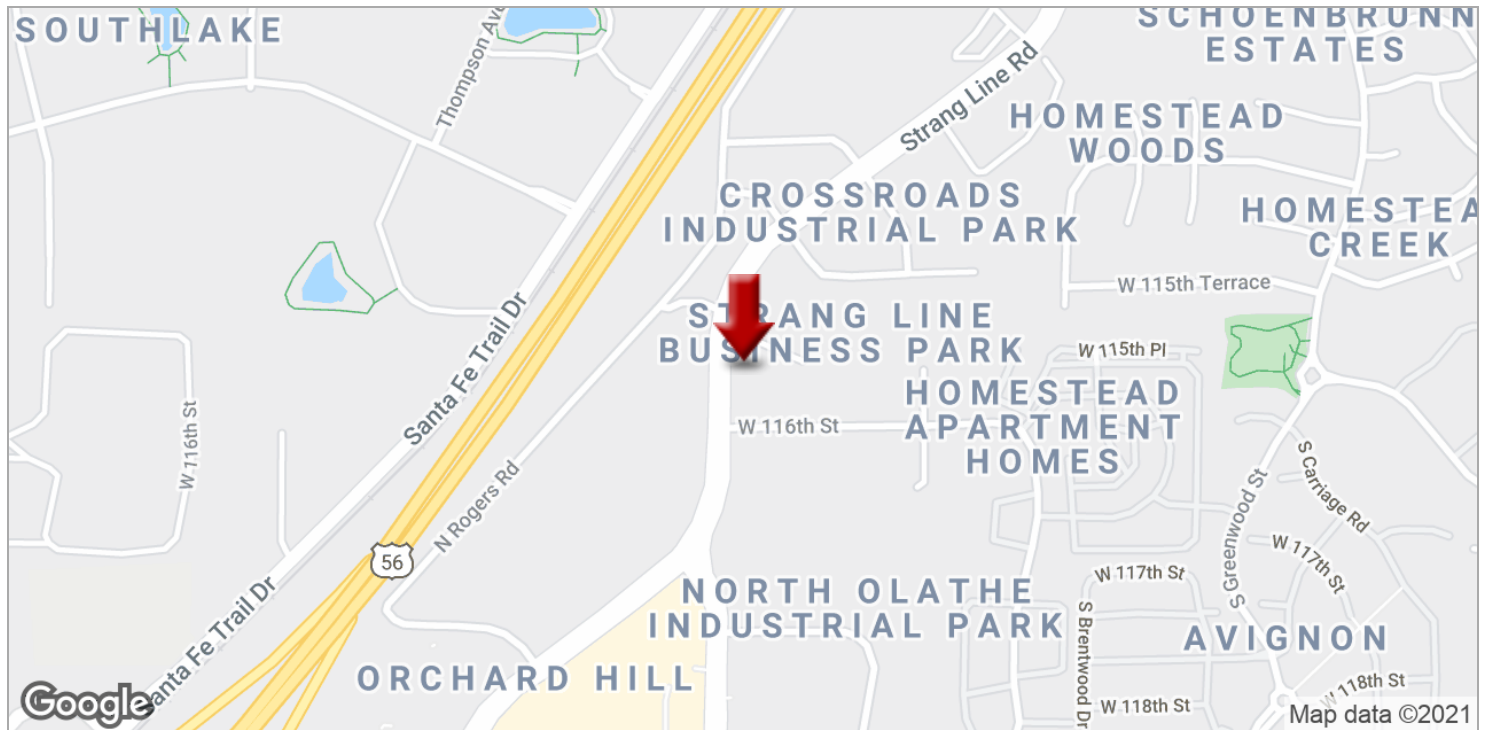 SOUTHLAKE
Thompson Ave
SCHOENBRUNN
ESTATES
Strang Line Rd
HOMESTEAD
WOODS
CROSSROADS
INDUSTRIAL PARK
HOMESTEA
CREEK
W 115th Terrace
STRANG LINE
BUSINESS PARK
W 115th Pl
Santa Fe Trail Dr
HOMESTEAD
APARTMENT
HOMES
W 116th St
W 116th St
N Rogers Rd
S Carriage Rd
S Greenwood St
56
W 117th St
W 117th St
NORTH OLATHE
INDUSTRIAL PARK
S Brentwood Dr
AVIGNON
Santa Fe Trail Dr
ORCHARD HILL
W 118th St
W 118th St
Google
Map data ©2021